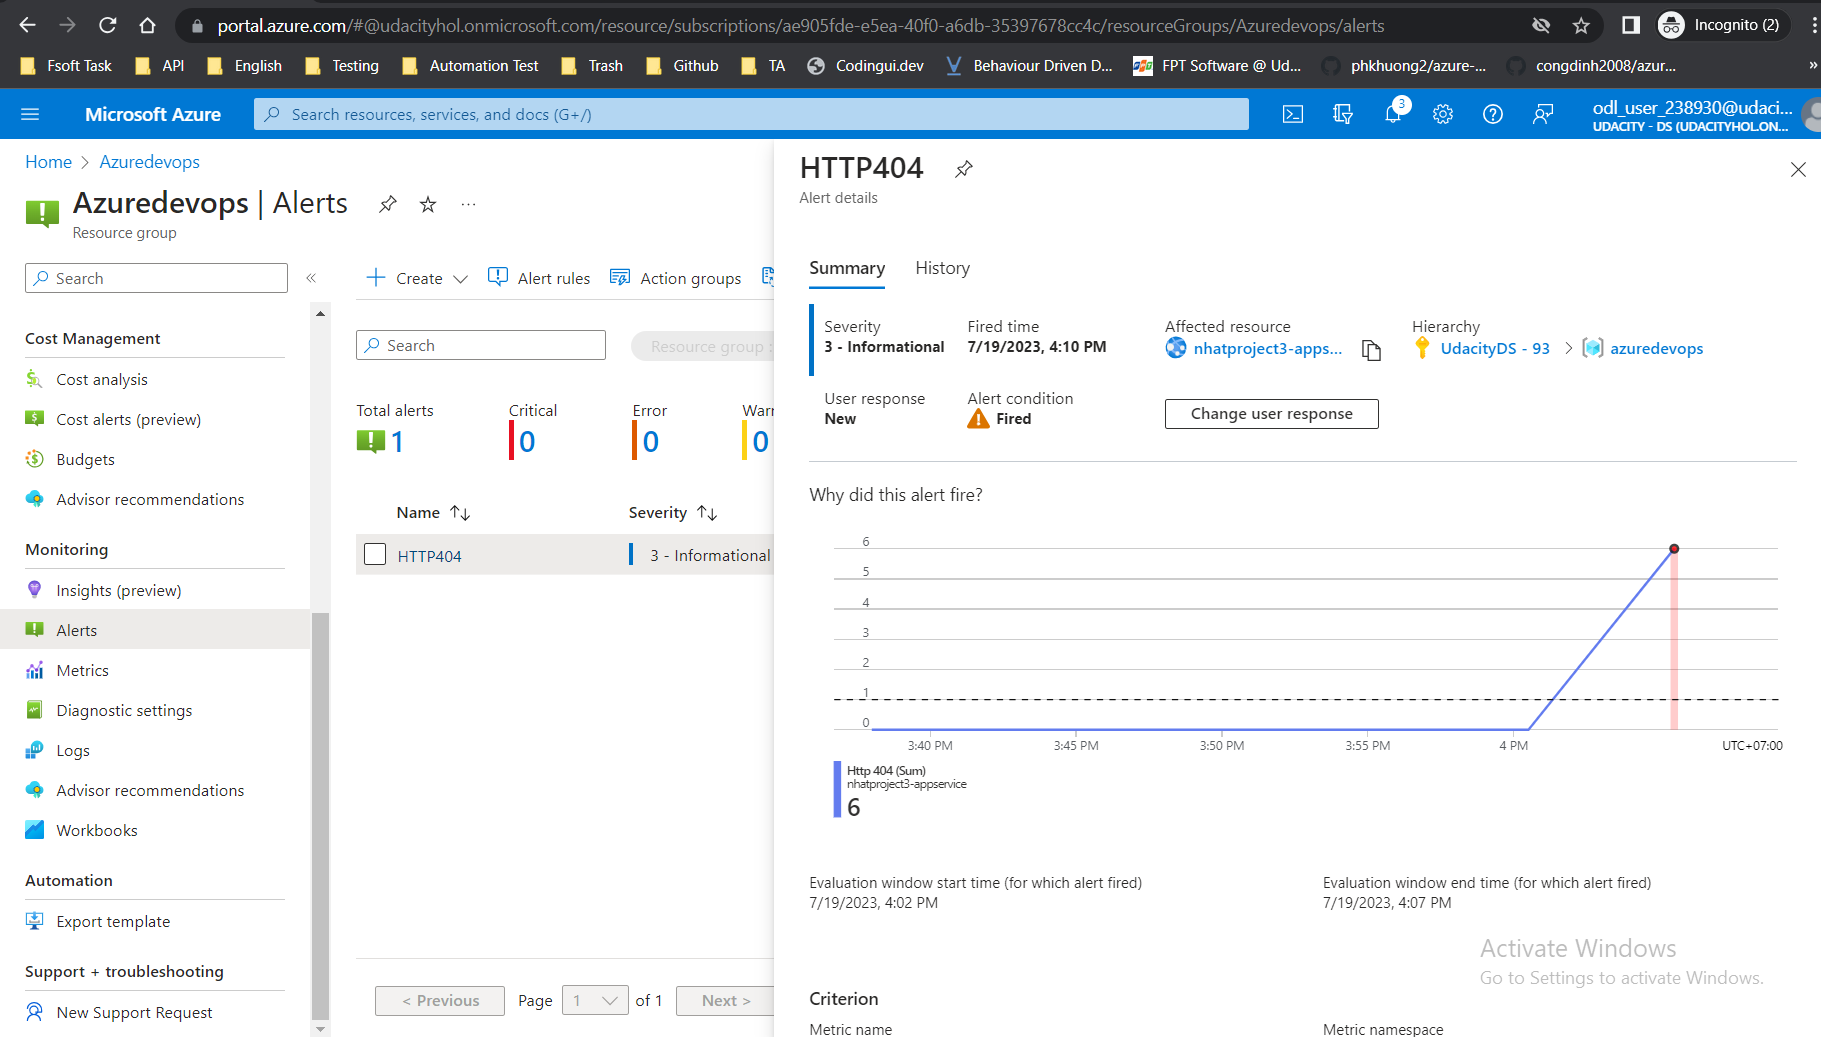 portal.azure.com/#@udacityhol.onmicrosoft.com/resource/subscriptions/ae905fde-e5ea-40f0-a6db-35397678cc4c/resourceGroups/Azuredevops/alerts
Incognito (2)
Fsoft Task
API
English
Testing
Automation Test
Trash
Github
TA
Codingui.dev
Behaviour Driven D...
FPT Software @ Ud...
phkhuong2/azure-...
congdinh2008/azur...
»
Microsoft Azure
Search resources, services, and docs (G+/)
3
odl_user_238930@udaci...
UDACITY - DS (UDACITYHOL.ON...
Home > Azuredevops
Azuredevops | Alerts
...
Resource group
Search
«
Cost Management
Cost analysis
Cost alerts (preview)
Budgets
Advisor recommendations
Monitoring
Insights (preview)
Alerts
Metrics
Diagnostic settings
Logs
Advisor recommendations
Workbooks
Automation
Export template
Support + troubleshooting
New Support Request
Create
Alert rules
Action groups
Search
Resource group :
Total alerts
1
Critical
0
Error
0
Warr
0
Name ↑↓
Severity ↑↓
HTTP404
3 - Informational
< Previous
Page
1
of 1
Next >
HTTP404
Alert details
Summary
History
Severity
3 - Informational
Fired time
7/19/2023, 4:10 PM
Affected resource
nhatproject3-apps...
Hierarchy
UdacityDS - 93 > azuredevops
User response
New
Alert condition
Fired
Change user response
Why did this alert fire?
6
5
4
3
2
1
0
3:40 PM
3:45 PM
3:50 PM
3:55 PM
4 PM
UTC+07:00
Http 404 (Sum)
nhatproject3-appservice
6
Evaluation window start time (for which alert fired)
7/19/2023, 4:02 PM
Evaluation window end time (for which alert fired)
7/19/2023, 4:07 PM
Activate Windows
Go to Settings to activate Windows.
Criterion
Metric name
Metric namespace